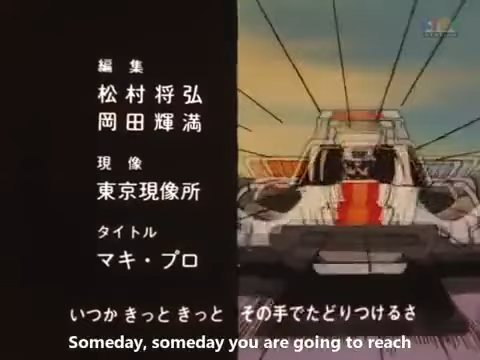 編集
松村将弘
岡田輝満
現像
東京現像所
タイトル
マキ・プロ
いつか きっと きっと その手でたどりつけるさ
Someday, someday you are going to reach